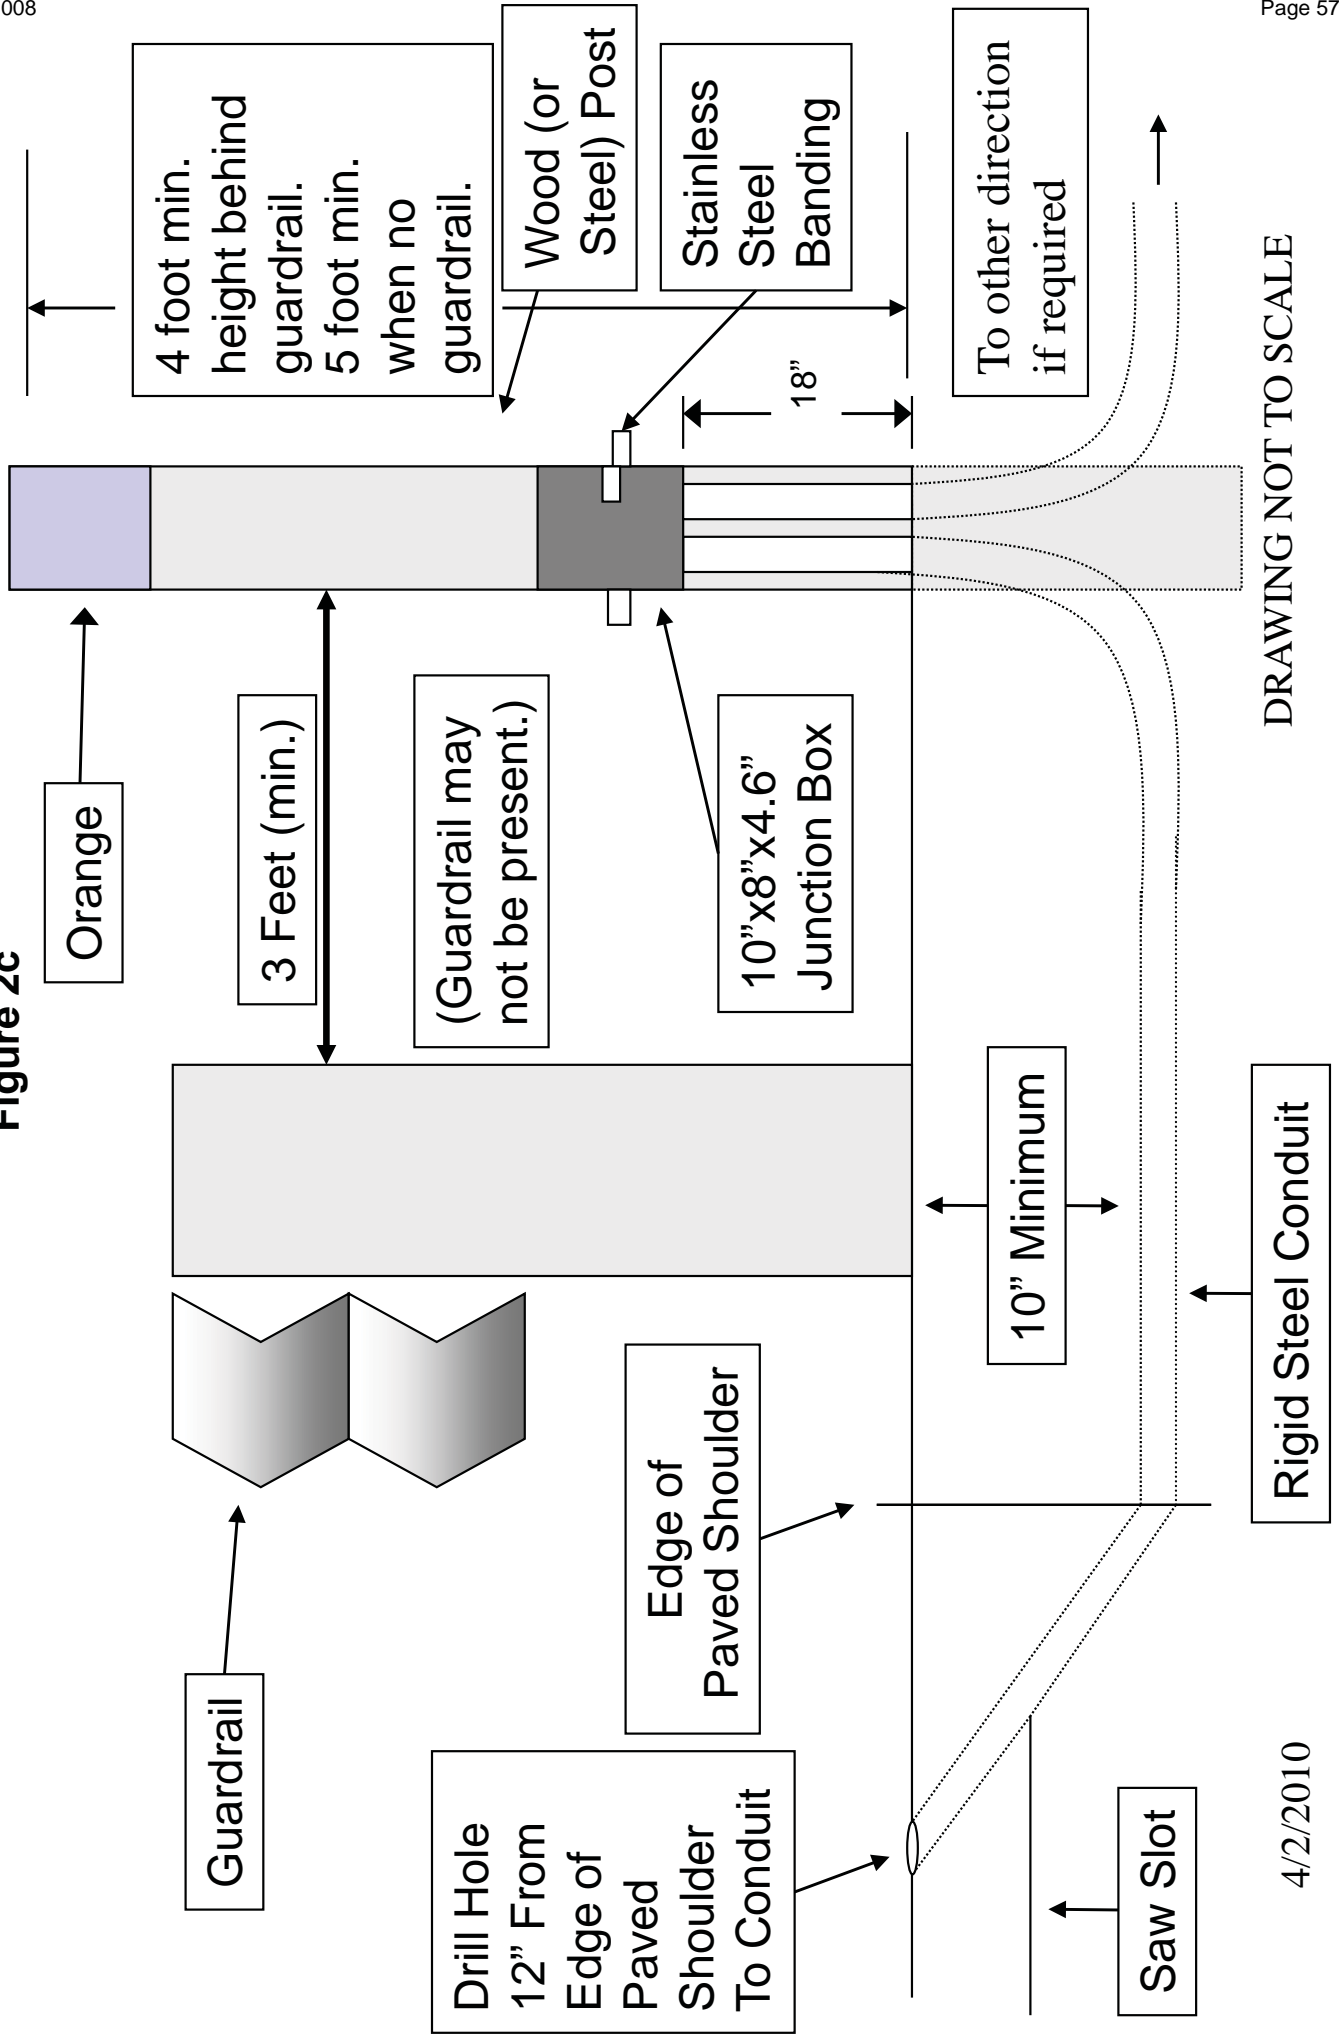 008
Page 57
Figure 2c
Orange
4 foot min.
height behind
guardrail.
5 foot min.
when no
guardrail.
Wood (or
Steel) Post
Stainless
Steel
Banding
18”
To other direction
if required
3 Feet (min.)
(Guardrail may
not be present.)
10”x8”x4.6”
Junction Box
Guardrail
Edge of
Paved Shoulder
10” Minimum
Drill Hole
12” From
Edge of
Paved
Shoulder
To Conduit
Saw Slot
Rigid Steel Conduit
4/2/2010
DRAWING NOT TO SCALE